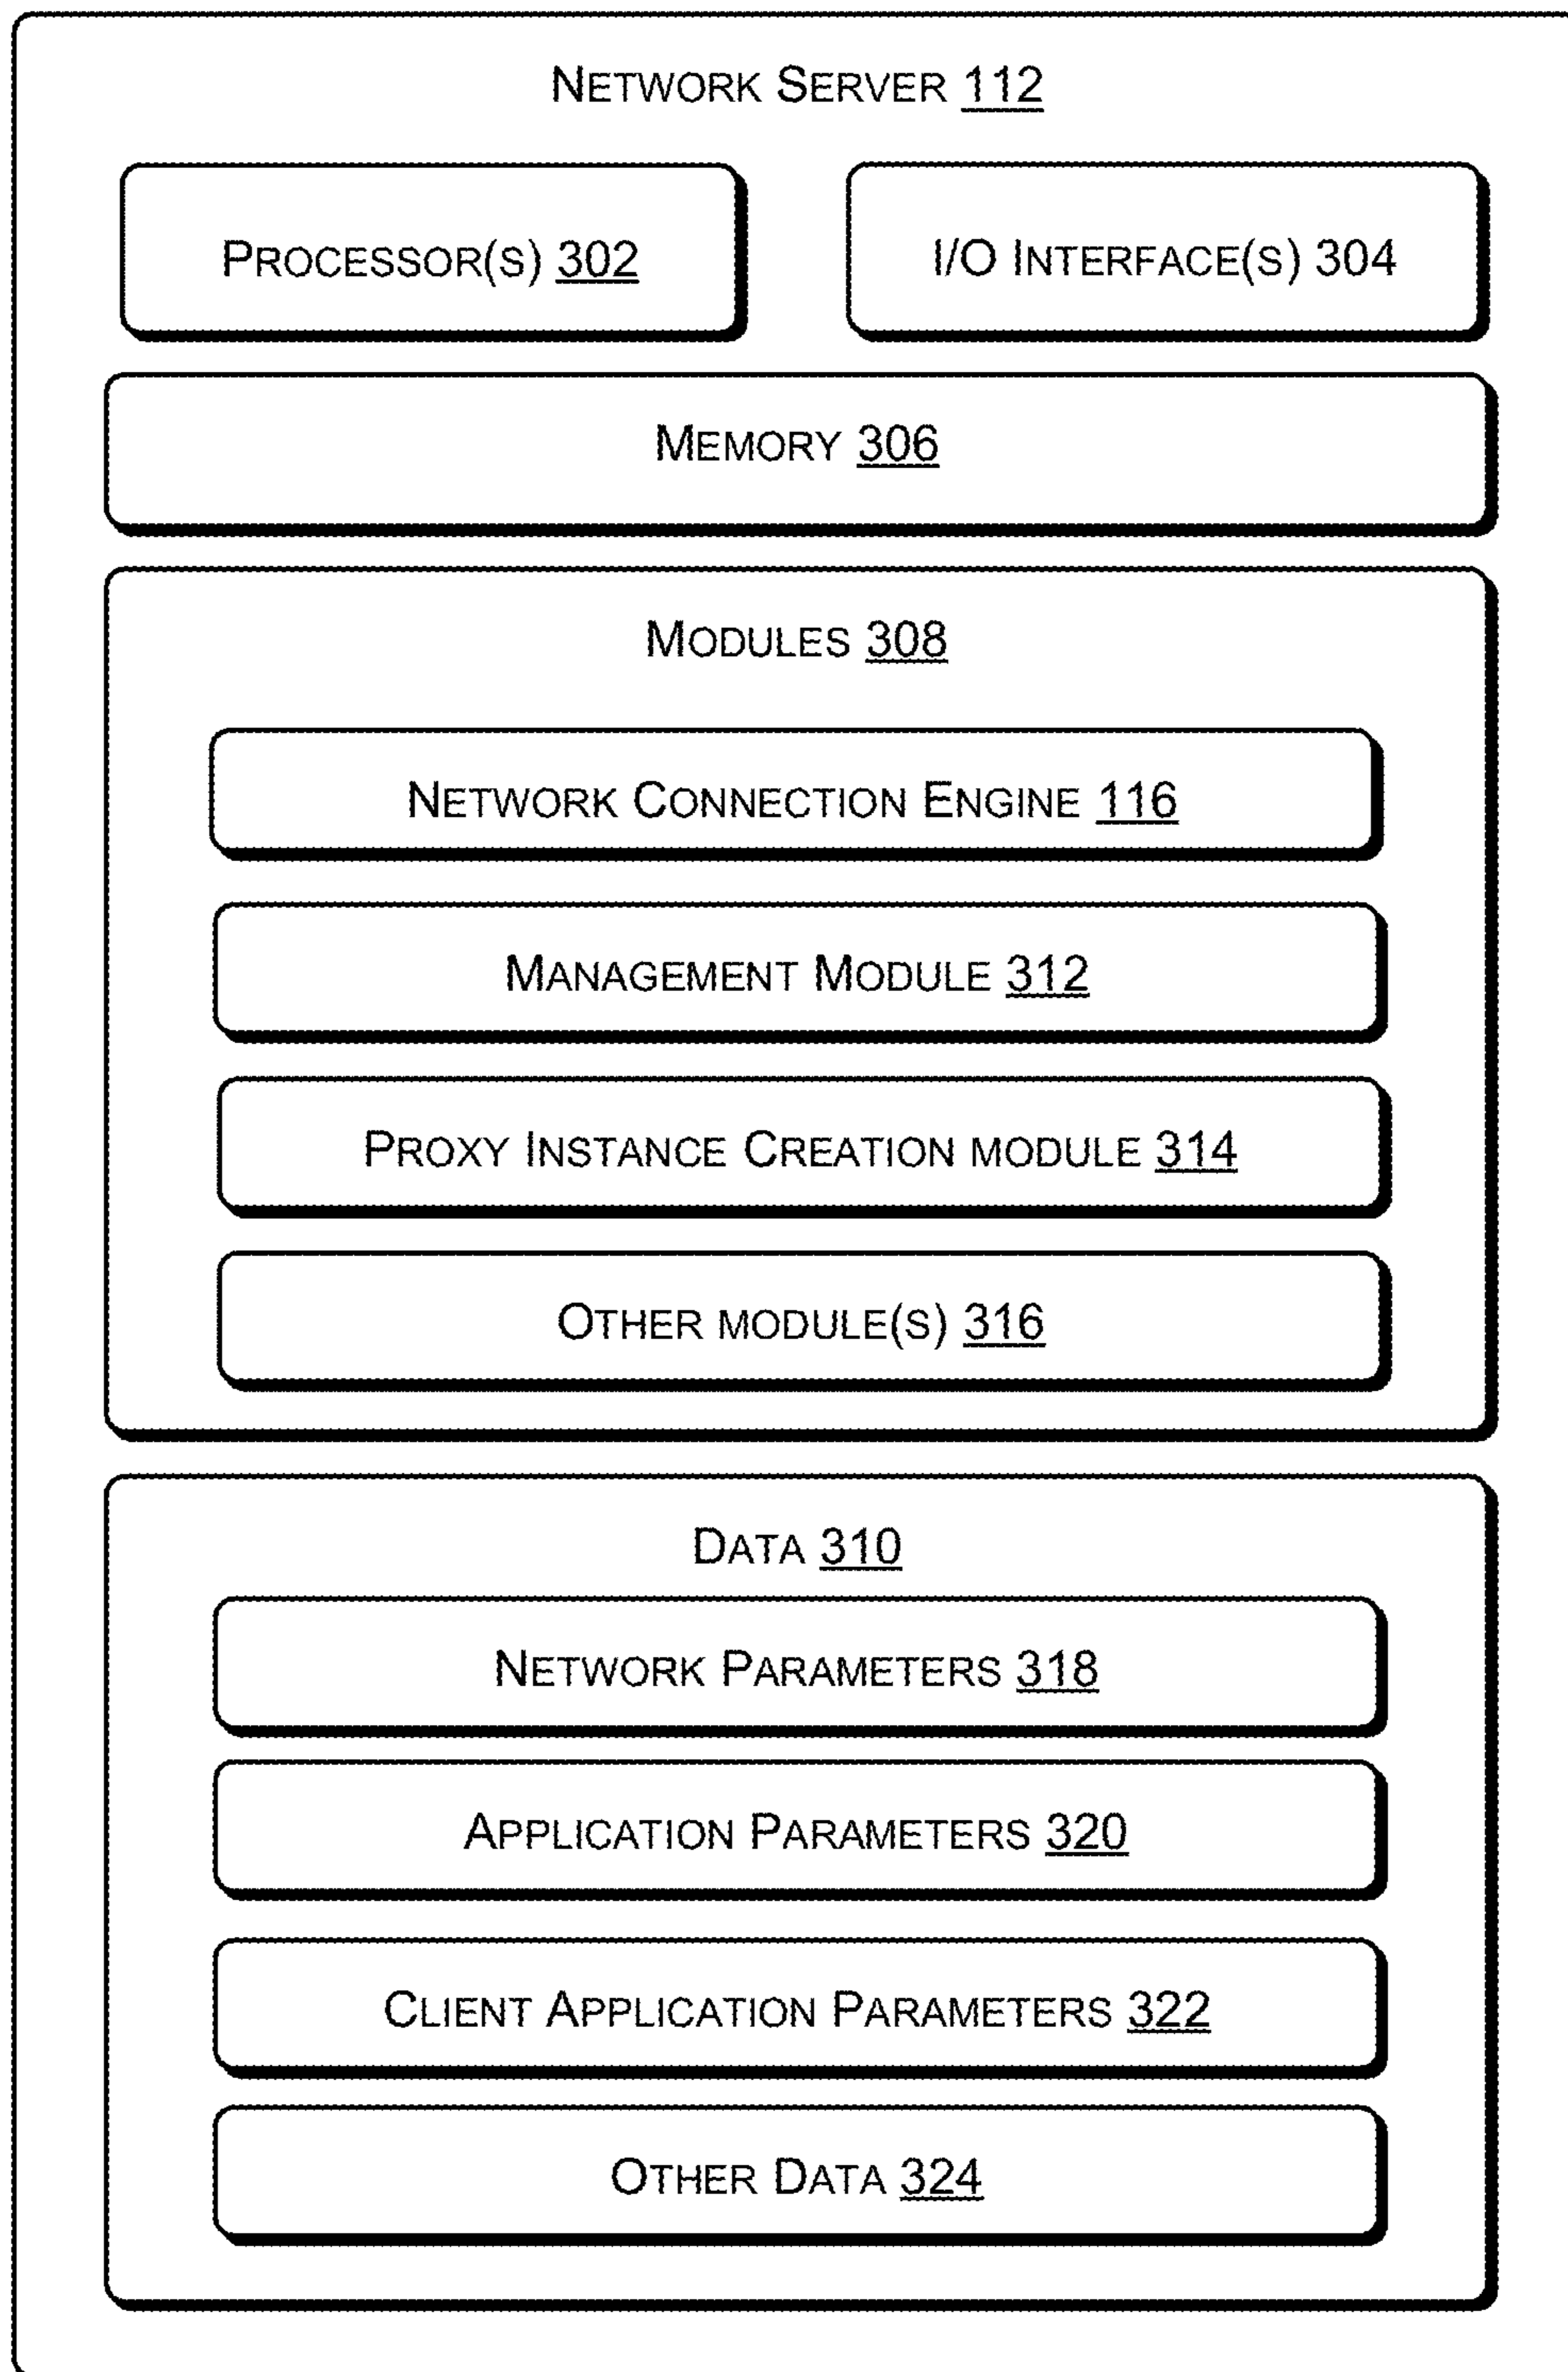 NETWORK SERVER 112
PROCESSOR(S) 302
I/O INTERFACE(S) 304
MEMORY 306
MODULES 308
NETWORK CONNECTION ENGINE 116
MANAGEMENT MODULE 312
PROXY INSTANCE CREATION MODULE 314
OTHER MODULE(S) 316
DATA 310
NETWORK PARAMETERS 318
APPLICATION PARAMETERS 320
CLIENT APPLICATION PARAMETERS 322
OTHER DATA 324